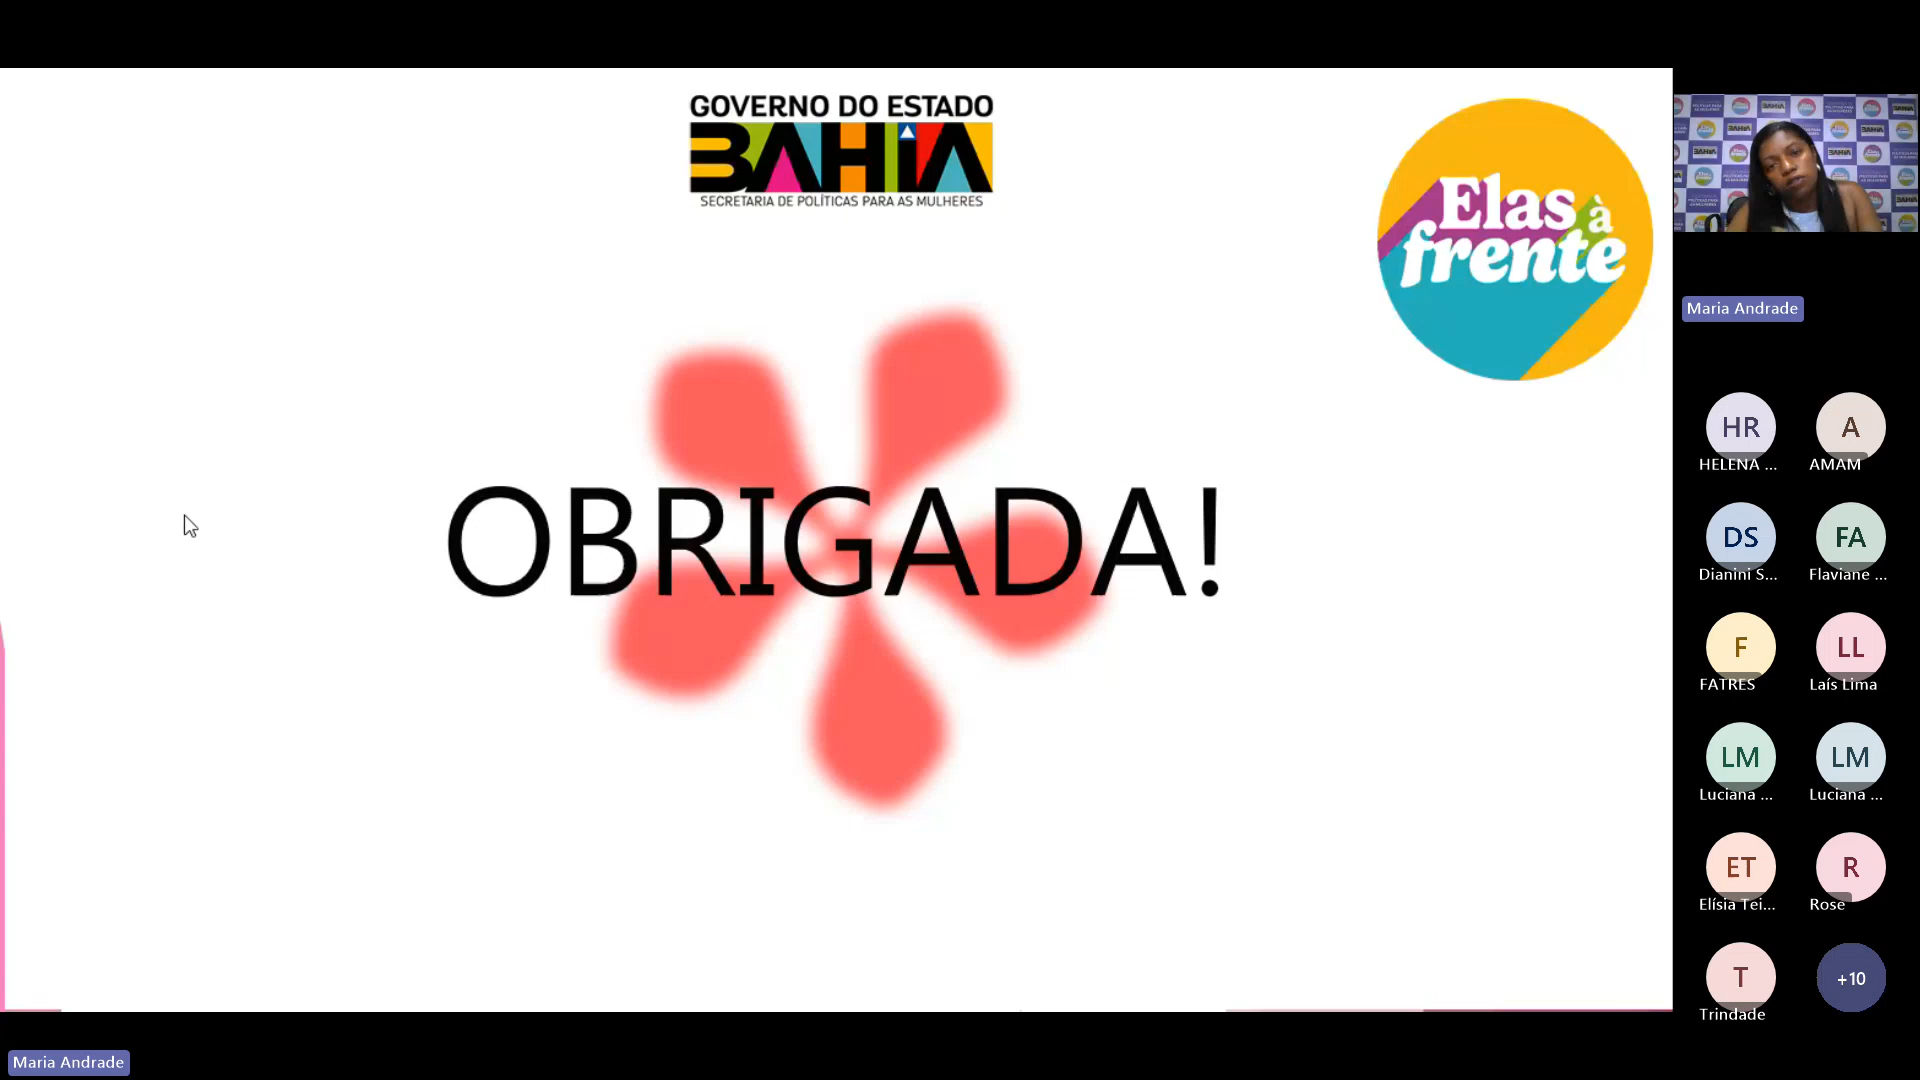 GOVERNO DO ESTADO
BAHIA
SECRETARIA DE POLÍTICAS PARA AS MULHERES
Elas à
frente
OBRIGADA!
Maria Andrade
HR
HELENA ...
A
AMAM
DS
Dianini S...
FA
Flaviane ...
F
FATRES
LL
Laís Lima
LM
Luciana ...
LM
Luciana ...
ET
Elísia Tei...
R
Rose
T
Trindade
+10
Maria Andrade